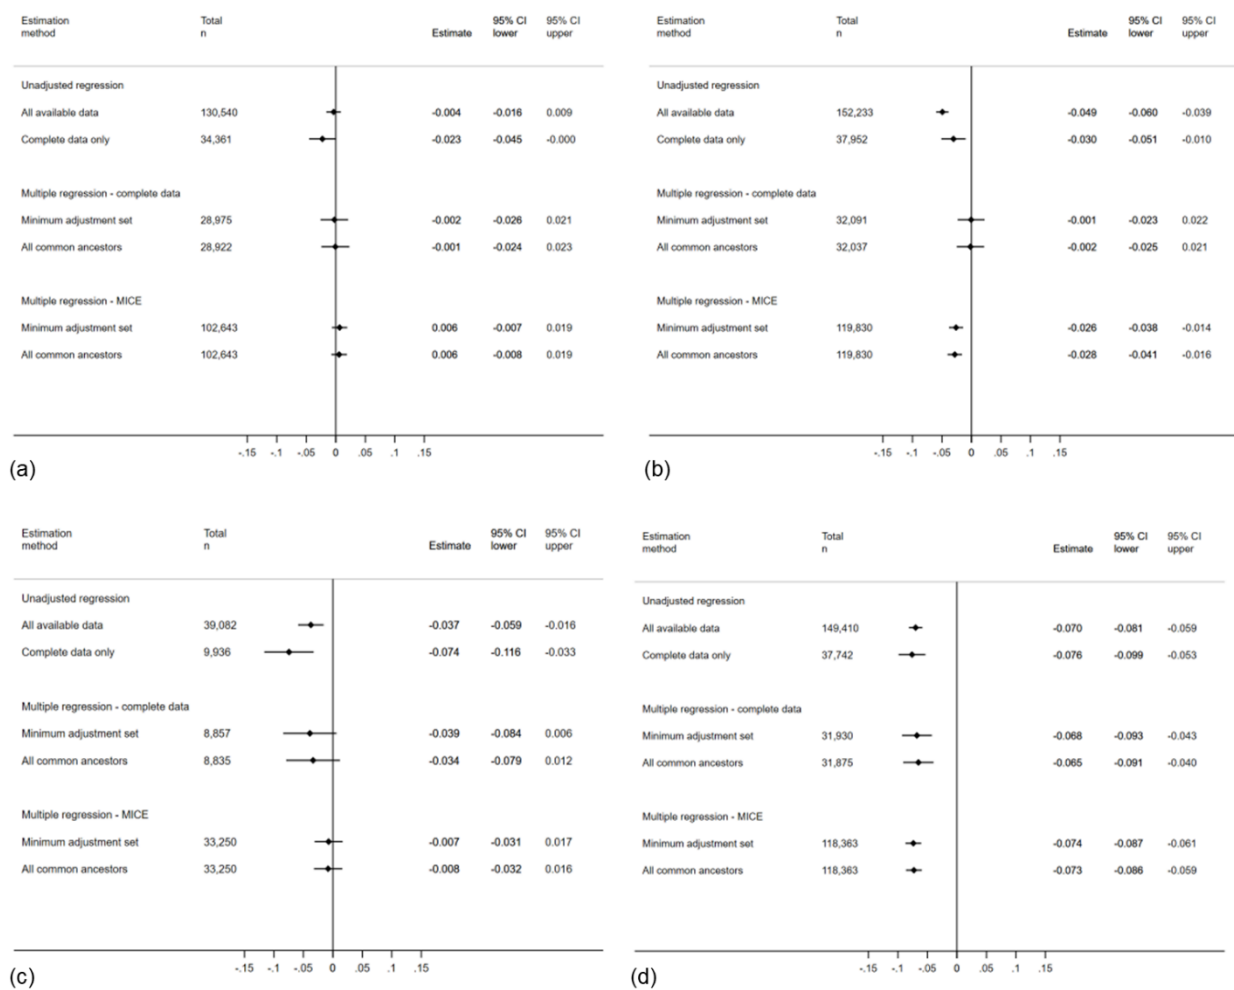 Estimation method Total n Estimate 95% CI lower 95% CI upper
Unadjusted regression
All available data 130,540 -0.004 -0.016 0.009
Complete data only 34,361 -0.023 -0.045 -0.000
Multiple regression - complete data
Minimum adjustment set 28,975 -0.002 -0.026 0.021
All common ancestors 28,922 -0.001 -0.024 0.023
Multiple regression - MICE
Minimum adjustment set 102,643 0.006 -0.007 0.019
All common ancestors 102,643 0.006 -0.008 0.019
-.15 -.1 -.05 0 .05 .1 .15
(a)
Estimation method Total n Estimate 95% CI lower 95% CI upper
Unadjusted regression
All available data 152,233 -0.049 -0.060 -0.039
Complete data only 37,952 -0.030 -0.051 -0.010
Multiple regression - complete data
Minimum adjustment set 32,091 -0.001 -0.023 0.022
All common ancestors 32,037 -0.002 -0.025 0.021
Multiple regression - MICE
Minimum adjustment set 119,830 -0.026 -0.038 -0.014
All common ancestors 119,830 -0.028 -0.041 -0.016
-.15 -.1 -.05 0 .05 .1 .15
(b)
Estimation method Total n Estimate 95% CI lower 95% CI upper
Unadjusted regression
All available data 39,082 -0.037 -0.059 -0.016
Complete data only 9,936 -0.074 -0.116 -0.033
Multiple regression - complete data
Minimum adjustment set 8,857 -0.039 -0.084 0.006
All common ancestors 8,835 -0.034 -0.079 0.012
Multiple regression - MICE
Minimum adjustment set 33,250 -0.007 -0.031 0.017
All common ancestors 33,250 -0.008 -0.032 0.016
-.15 -.1 -.05 0 .05 .1 .15
(c)
Estimation method Total n Estimate 95% CI lower 95% CI upper
Unadjusted regression
All available data 149,410 -0.070 -0.081 -0.059
Complete data only 37,742 -0.076 -0.099 -0.053
Multiple regression - complete data
Minimum adjustment set 31,930 -0.068 -0.093 -0.043
All common ancestors 31,875 -0.065 -0.091 -0.040
Multiple regression - MICE
Minimum adjustment set 118,363 -0.074 -0.087 -0.061
All common ancestors 118,363 -0.073 -0.086 -0.059
-.15 -.1 -.05 0 .05 .1 .15
(d)